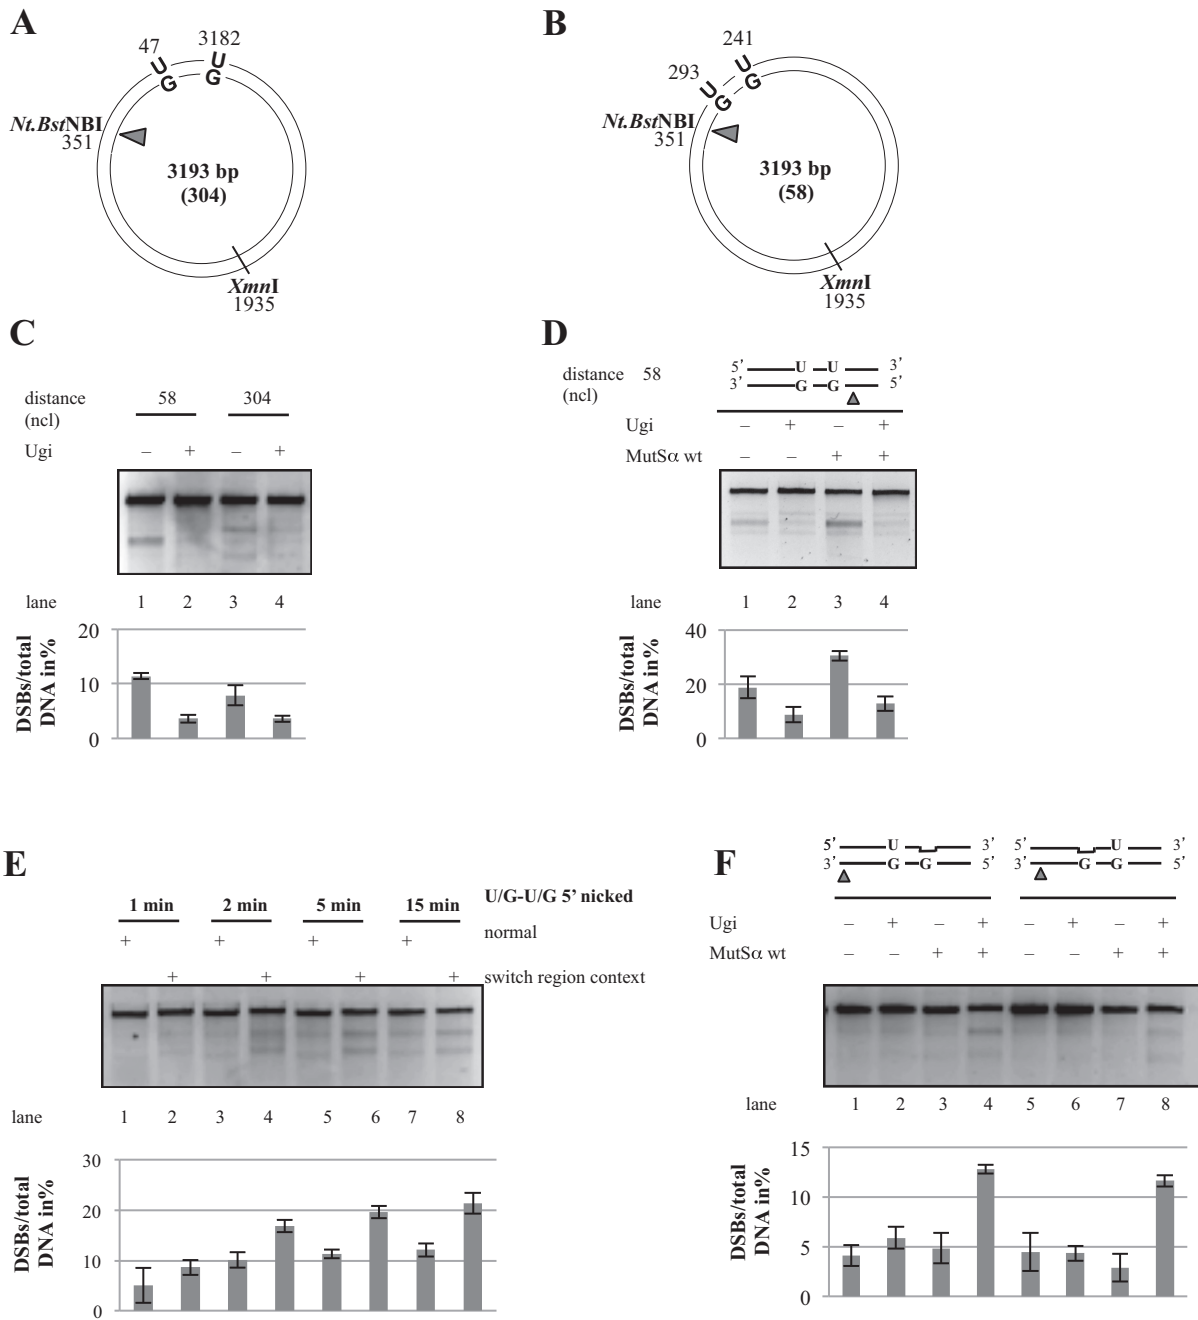 A
47
3182
U
U
G
G
Nt.BstNBI
351
3193 bp
(304)
XmnI
1935
B
241
293
U
U
G
G
Nt.BstNBI
351
3193 bp
(58)
XmnI
1935
C
distance 58 304
(ncl)
Ugi – + – +
lane 1 2 3 4
DSBs/total
DNA in%
20
10
0
D
distance 58
(ncl)
5' U U 3'
3' G G 5'
Ugi – + – +
MutSα wt – – + +
lane 1 2 3 4
DSBs/total
DNA in%
40
20
0
E
1 min 2 min 5 min 15 min U/G-U/G 5' nicked
+ + + + normal
+ + + + switch region context
lane 1 2 3 4 5 6 7 8
DSBs/total
DNA in%
30
20
10
0
F
5' U 3' 5' U 3'
3' G G 5' 3' G G 5'
Ugi – + – + – + – +
MutSα wt – – + + – – + +
lane 1 2 3 4 5 6 7 8
DSBs/total
DNA in%
15
10
5
0